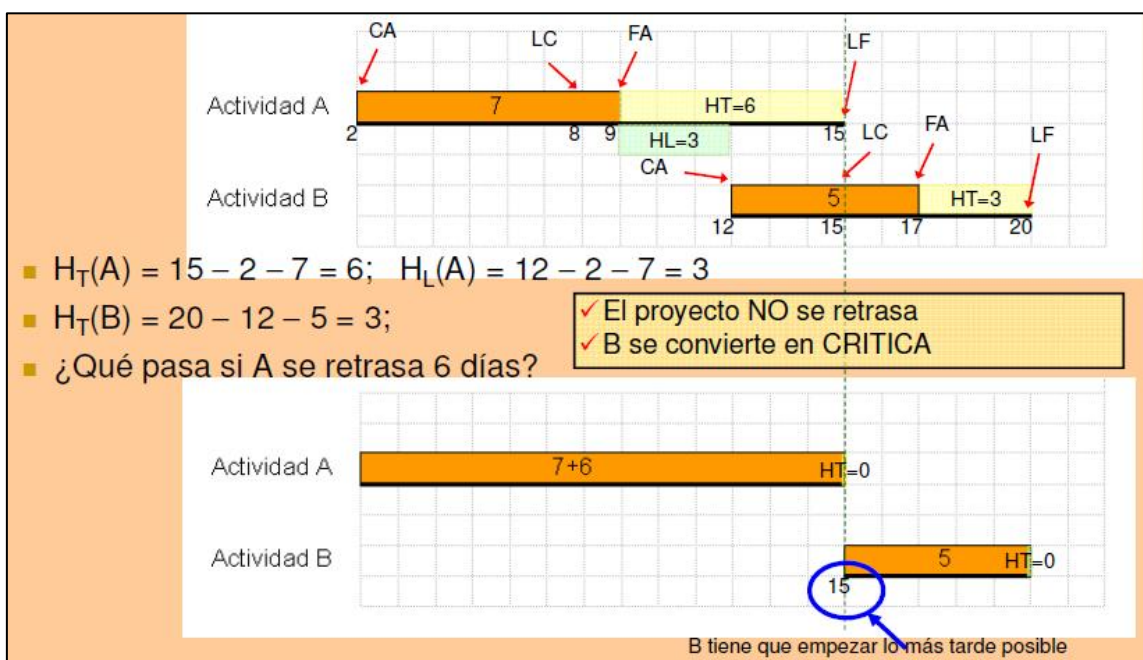 CA LC FA LF
Actividad A 7 HT=6
2 8 9 15
HL=3
CA LC FA LF
Actividad B 5 HT=3
12 15 17 20
■ H_T(A) = 15 – 2 – 7 = 6; H_L(A) = 12 – 2 – 7 = 3
■ H_T(B) = 20 – 12 – 5 = 3;
✓ El proyecto NO se retrasa
✓ B se convierte en CRITICA
■ ¿Qué pasa si A se retrasa 6 días?
Actividad A 7+6 HT=0
Actividad B 5 HT=0
15
B tiene que empezar lo más tarde posible